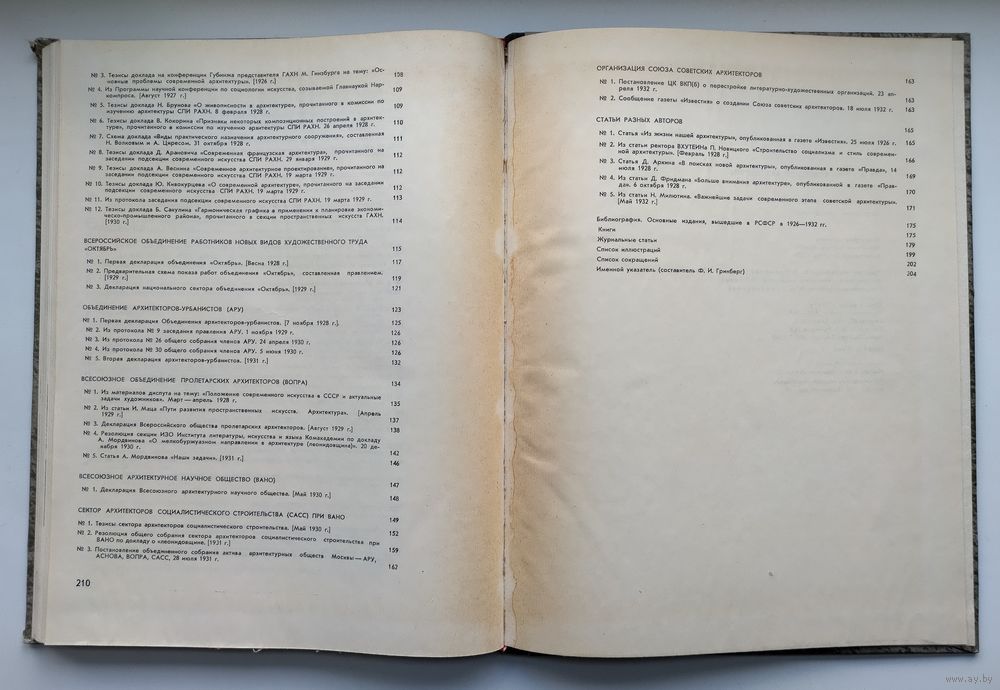 № 3. Тезисы доклада на конференции Губинжа представителя ГАХН М. Гинзбурга на тему: «Основные проблемы современной архитектуры». [1926 г.] 108
№ 4. Из Программы научной конференции по социологии искусства, созываемой Главнаукой Наркомпроса. [Август 1927 г.] 109
№ 5. Тезисы доклада Н. Брунова «О живописности в архитектуре», прочитанного в комиссии по изучению архитектуры СПИ РАХН. 8 февраля 1928 г. 109
№ 6. Тезисы доклада В. Кокорина «Признаки некоторых композиционных построений в архитектуре», прочитанного в комиссии по изучению архитектуры СПИ РАХН. 26 апреля 1928 г. 110
№ 7. Схема доклада «Виды практического назначения архитектурного сооружения», составленная Н. Волковым и А. Цяресом. 31 октября 1928 г. 111
№ 8. Тезисы доклада Д. Арановича «Современная французская архитектура», прочитанного на заседании подсекции современного искусства СПИ РАХН. 29 января 1929 г. 112
№ 9. Тезисы доклада А. Веснина «Современное архитектурное проектирование», прочитанного на заседании подсекции современного искусства СПИ РАХН. 19 марта 1929 г. 112
№ 10. Тезисы доклада Ю. Кивокурцева «О современной архитектуре», прочитанного на заседании подсекции современного искусства СПИ РАХН. 19 марта 1929 г. 112
№ 11. Из протокола заседания подсекции современного искусства СПИ РАХН. 19 марта 1929 г. 113
№ 12. Тезисы доклада Б. Сакулина «Гармоническая графика в применении к планировке экономическо-промышленного района», прочитанного в секции пространственных искусств ГАХН. [1930 г.] 114
ВСЕРОССИЙСКОЕ ОБЪЕДИНЕНИЕ РАБОТНИКОВ НОВЫХ ВИДОВ ХУДОЖЕСТВЕННОГО ТРУДА
«ОКТЯБРЬ» 115
№ 1. Первая декларация объединения «Октябрь». [Весна 1928 г.] 117
№ 2. Предварительная схема показа работ объединения «Октябрь», составленная правлением. [1929 г.] 119
№ 3. Декларация национального сектора объединения «Октябрь». [1929 г.] 121
ОБЪЕДИНЕНИЕ АРХИТЕКТОРОВ-УРБАНИСТОВ (АРУ) 123
№ 1. Первая декларация Объединения архитекторов-урбанистов. [7 ноября 1928 г.]. 125
№ 2. Из протокола № 9 заседания правления АРУ. 1 ноября 1929 г. 126
№ 3. Из протокола № 26 общего собрания членов АРУ. 24 апреля 1930 г. 126
№ 4. Из протокола № 30 общего собрания членов АРУ. 5 июня 1930 г. 126
№ 5. Вторая декларация архитекторов-урбанистов. [1931 г.] 132
ВСЕСОЮЗНОЕ ОБЪЕДИНЕНИЕ ПРОЛЕТАРСКИХ АРХИТЕКТОРОВ (ВОПРА) 134
№ 1. Из материалов диспута на тему: «Положение современного искусства в СССР и актуальные задачи художников». Март — апрель 1928 г. 135
№ 2. Из статьи И. Маца «Пути развития пространственных искусств. Архитектура». [Апрель 1929 г.] 137
№ 3. Декларация Всероссийского общества пролетарских архитекторов. [Август 1929 г.] 138
№ 4. Резолюция секции ИЗО Института литературы, искусства и языка Комакадемии по докладу А. Мордвинова «О мелкобуржуазном направлении в архитектуре (леонидовщина)». 20 декабря 1930 г. 142
№ 5. Статья А. Мордвинова «Наши задачи». [1931 г.] 146
ВСЕСОЮЗНОЕ АРХИТЕКТУРНОЕ НАУЧНОЕ ОБЩЕСТВО (ВАНО) 147
№ 1. Декларация Всесоюзного архитектурного научного общества. [Май 1930 г.] 148
СЕКТОР АРХИТЕКТОРОВ СОЦИАЛИСТИЧЕСКОГО СТРОИТЕЛЬСТВА (САСС) ПРИ ВАНО 149
№ 1. Тезисы сектора архитекторов социалистического строительства. [Май 1930 г.] 152
№ 2. Резолюция общего собрания сектора архитекторов социалистического строительства при ВАНО по докладу о «леонидовщине». [1931 г.] 159
№ 3. Постановление объединенного собрания актива архитектурных обществ Москвы — АРУ, АСНОВА, ВОПРА, САСС, 28 июля 1931 г. 162
210
ОРГАНИЗАЦИЯ СОЮЗА СОВЕТСКИХ АРХИТЕКТОРОВ 163
№ 1. Постановление ЦК ВКП(б) о перестройке литературно-художественных организаций. 23 апреля 1932 г. 163
№ 2. Сообщение газеты «Известия» о создании Союза советских архитекторов. 18 июля 1932 г. 163
СТАТЬИ РАЗНЫХ АВТОРОВ 165
№ 1. Статья «Из жизни нашей архитектуры», опубликованная в газете «Известия». 25 июля 1926 г. 165
№ 2. Из статьи ректора ВХУТЕИНа П. Новицкого «Строительство социализма и стиль современной архитектуры». [Февраль 1928 г.] 166
№ 3. Статья Д. Аркина «В поисках новой архитектуры», опубликованная в газете «Правда», 14 июля 1928 г. 169
№ 4. Из статьи Д. Фридмана «Больше внимания архитектуре», опубликованной в газете «Правда». 6 октября 1928 г. 170
№ 5. Из статьи Н. Милютина. «Важнейшие задачи современного этапа советской архитектуры». [Май 1932 г.] 171
Библиография. Основные издания, вышедшие в РСФСР в 1926—1932 гг. 175
Книги 175
Журнальные статьи 179
Список иллюстраций 199
Список сокращений 202
Именной указатель (составитель Ф. И. Гринберг) 204
www.ay.by